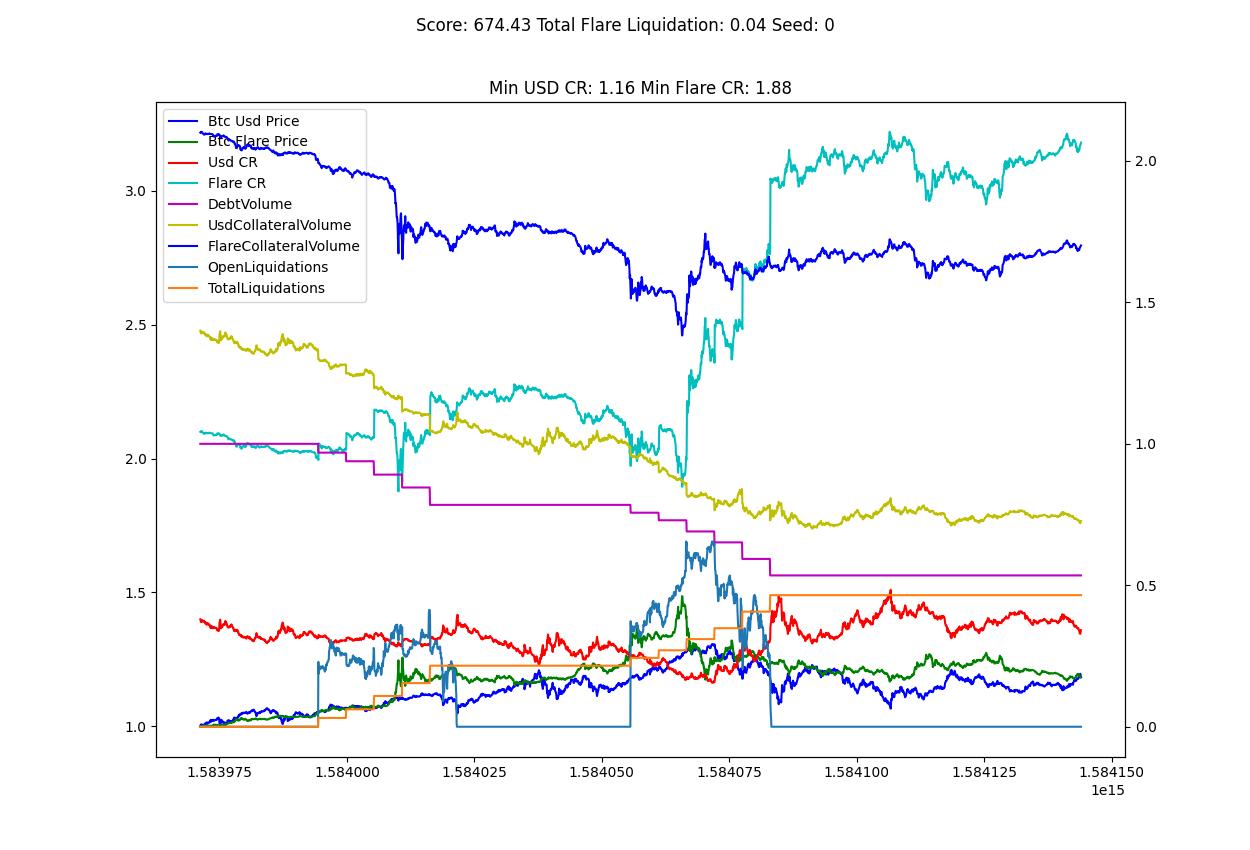 Score: 674.43 Total Flare Liquidation: 0.04 Seed: 0
Min USD CR: 1.16 Min Flare CR: 1.88
Btc Usd Price
Btc Flare Price
Usd CR
Flare CR
DebtVolume
UsdCollateralVolume
FlareCollateralVolume
OpenLiquidations
TotalLiquidations
3.0
2.5
2.0
1.5
1.0
2.0
1.5
1.0
0.5
0.0
1.583975
1.584000
1.584025
1.584050
1.584075
1.584100
1.584125
1.584150
1e15